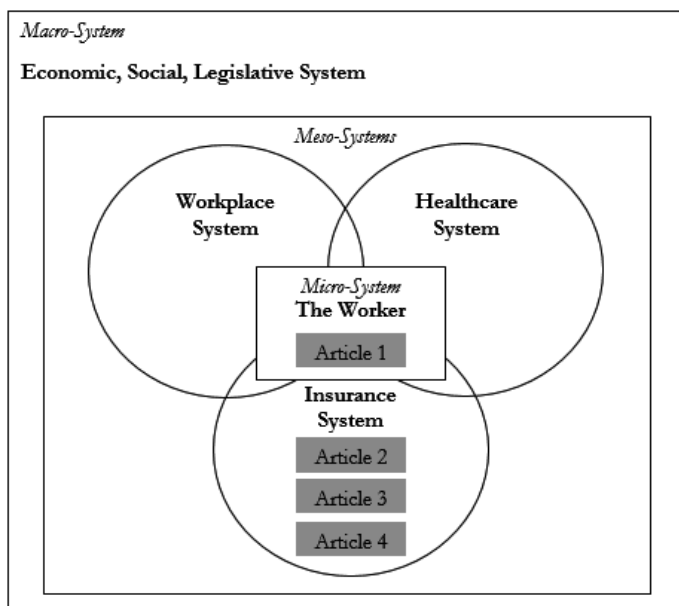 Macro-System
Economic, Social, Legislative System
Meso-Systems
Workplace
System
Healthcare
System
Micro-System
The Worker
Article 1
Insurance
System
Article 2
Article 3
Article 4